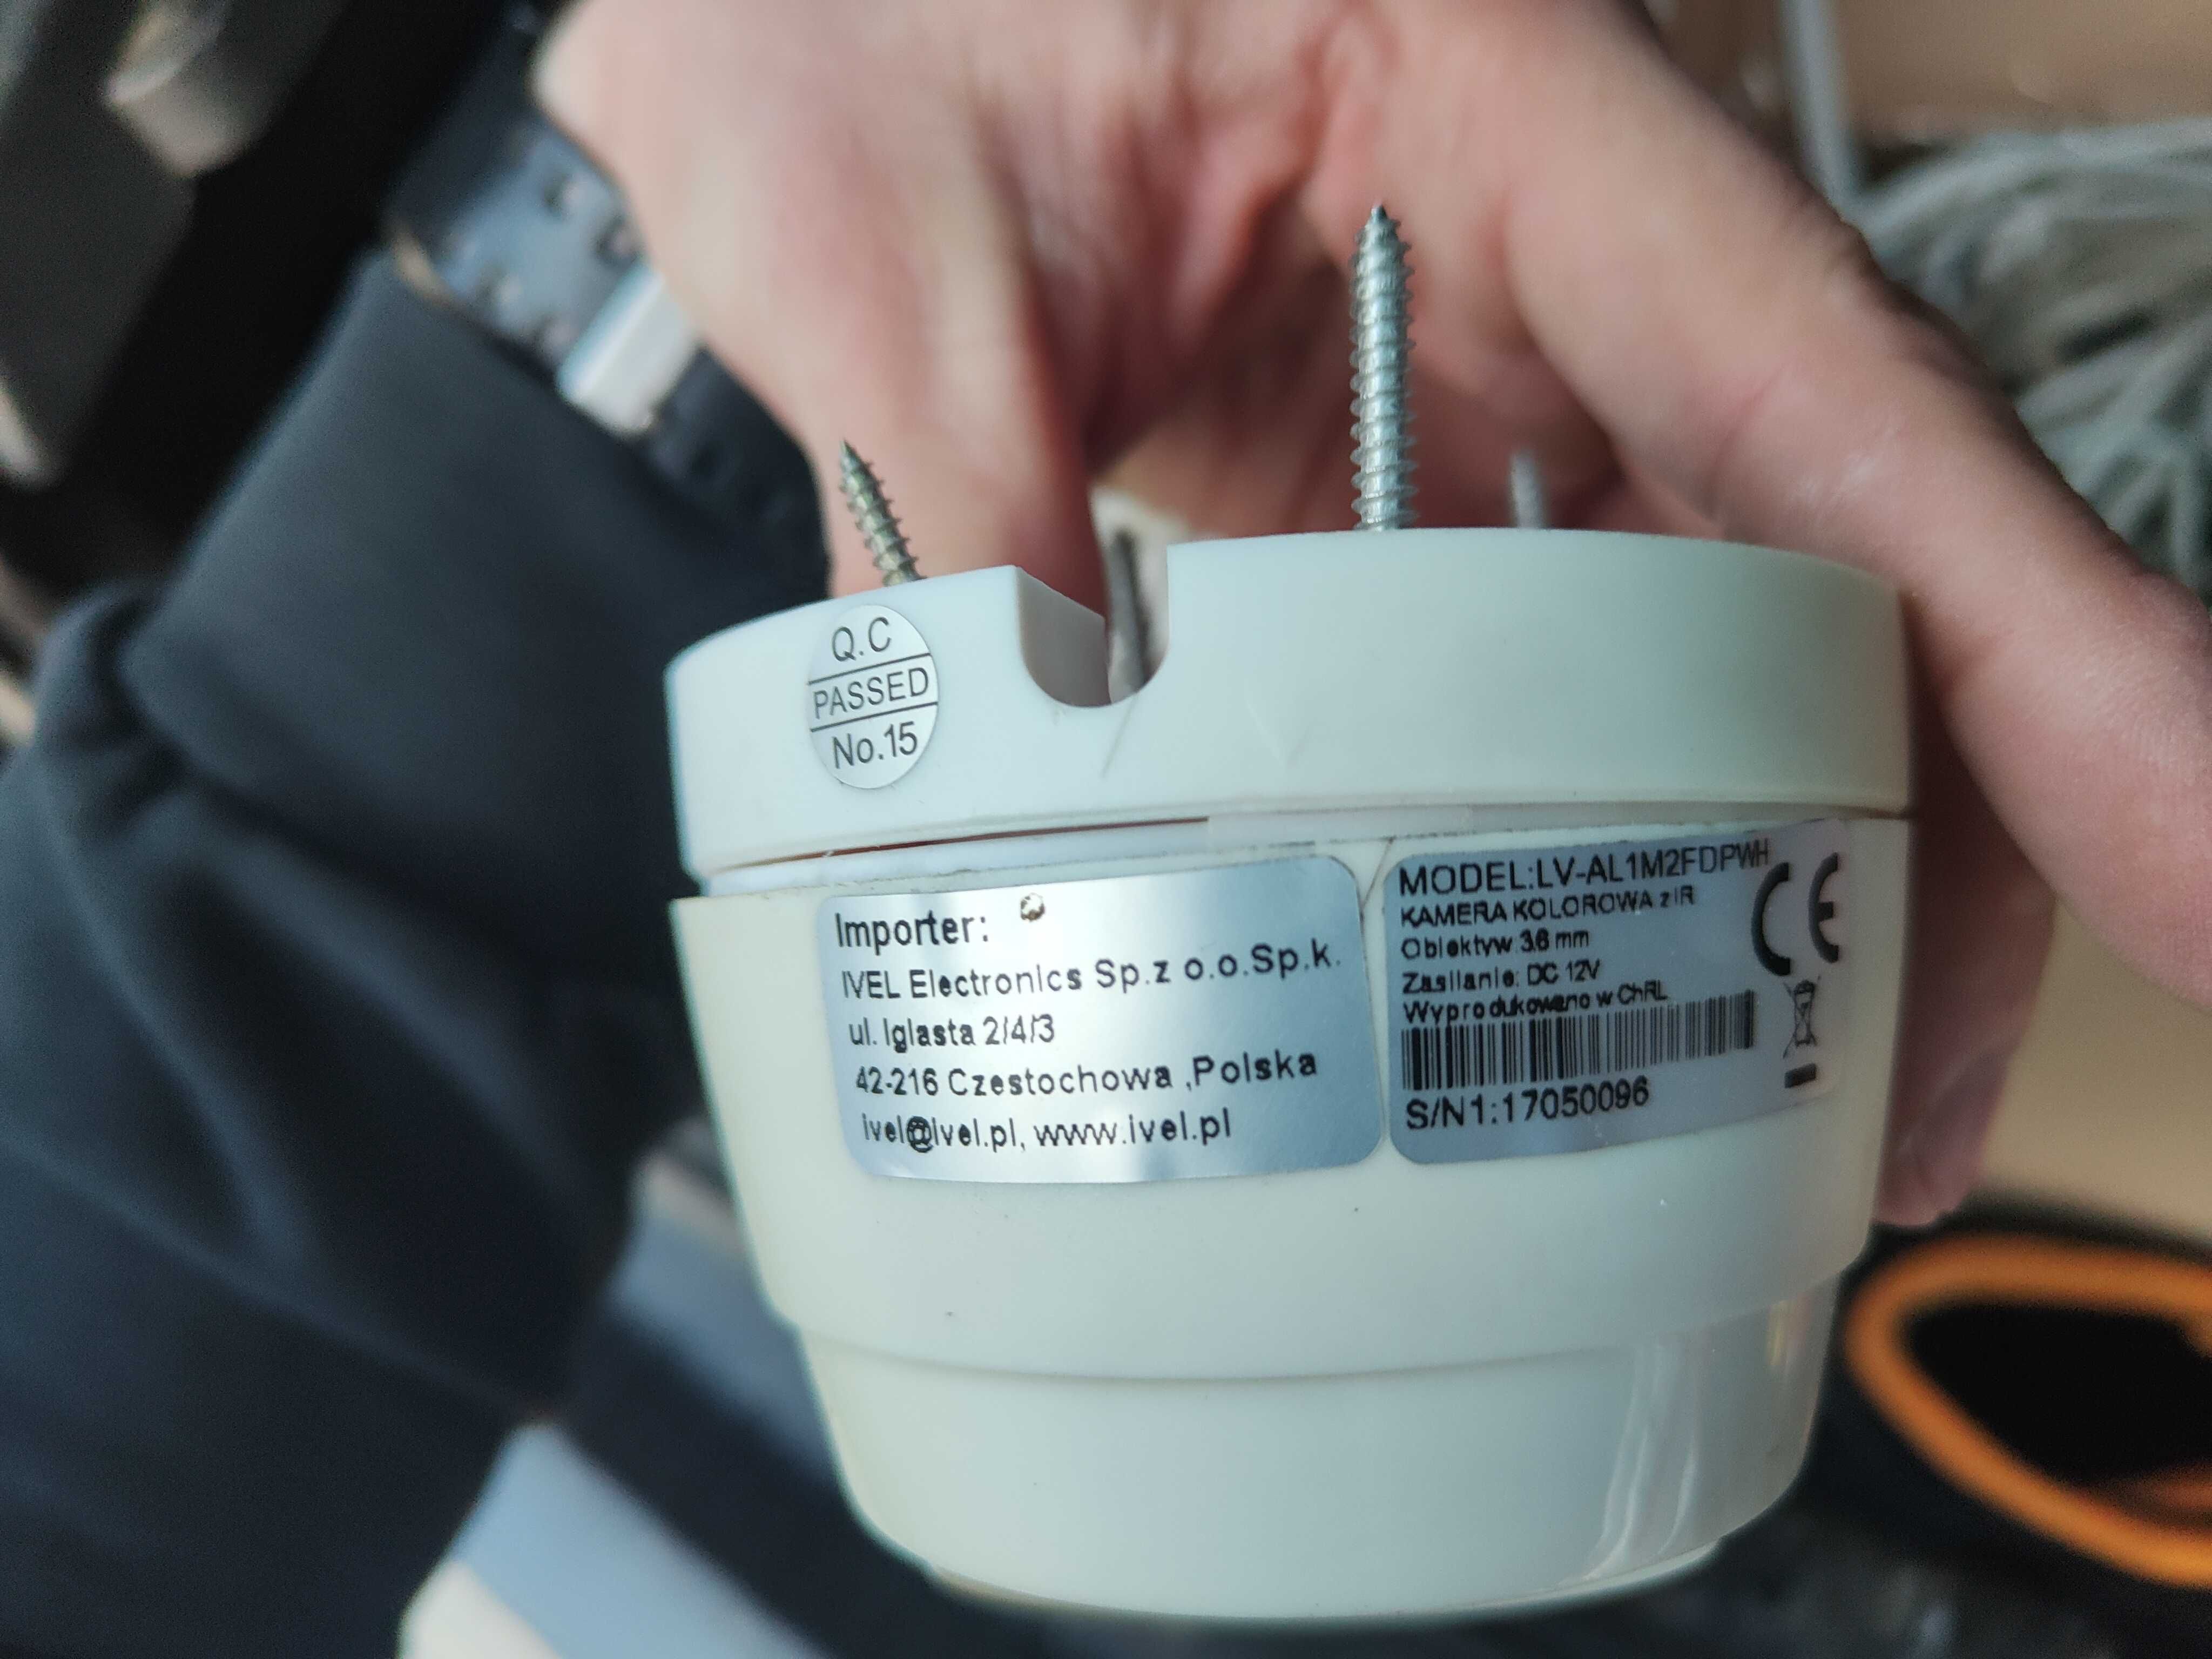 Q.C
PASSED
No.15
Importer:
IVEL Electronics Sp.z o.o.Sp.k.
ul. Iglasta 2/4/3
42-216 Czestochowa ,Polska
ivel@ivel.pl, www.ivel.pl
MODEL:LV-AL1M2FDPWH
KAMERA KOLOROWA z IR
Obiektyw: 3.6 mm
Zasilanie: DC 12V
Wyprodukowano w ChRL
S/N1:17050096
CE